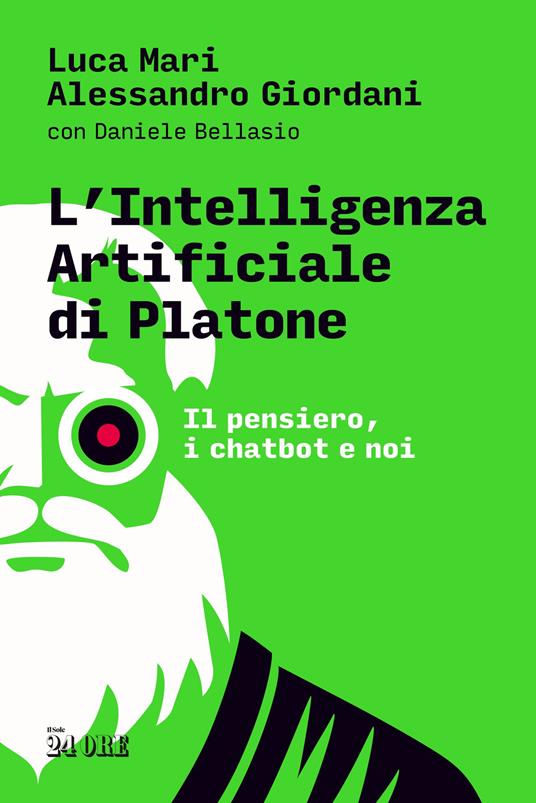 Luca Mari
Alessandro Giordani
con Daniele Bellasio
L’Intelligenza
Artificiale
di Platone
Il pensiero,
i chatbot e noi
Il Sole
24 ORE